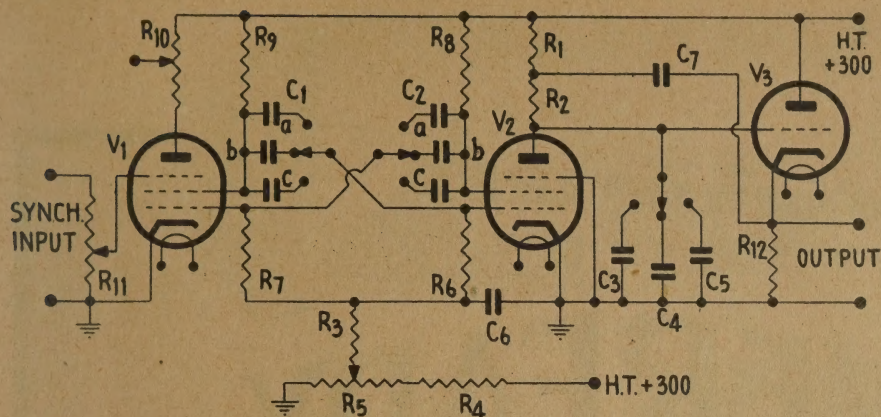 R10
R9
R8
R1
C7
V3
H.T.
+300
C1
C2
R2
V1
a
a
V2
b
b
C
C
SYNCH.
INPUT
R11
R7
R6
C3
C5
R12
OUTPUT
C6
C4
R3
R5
R4
H.T.+300